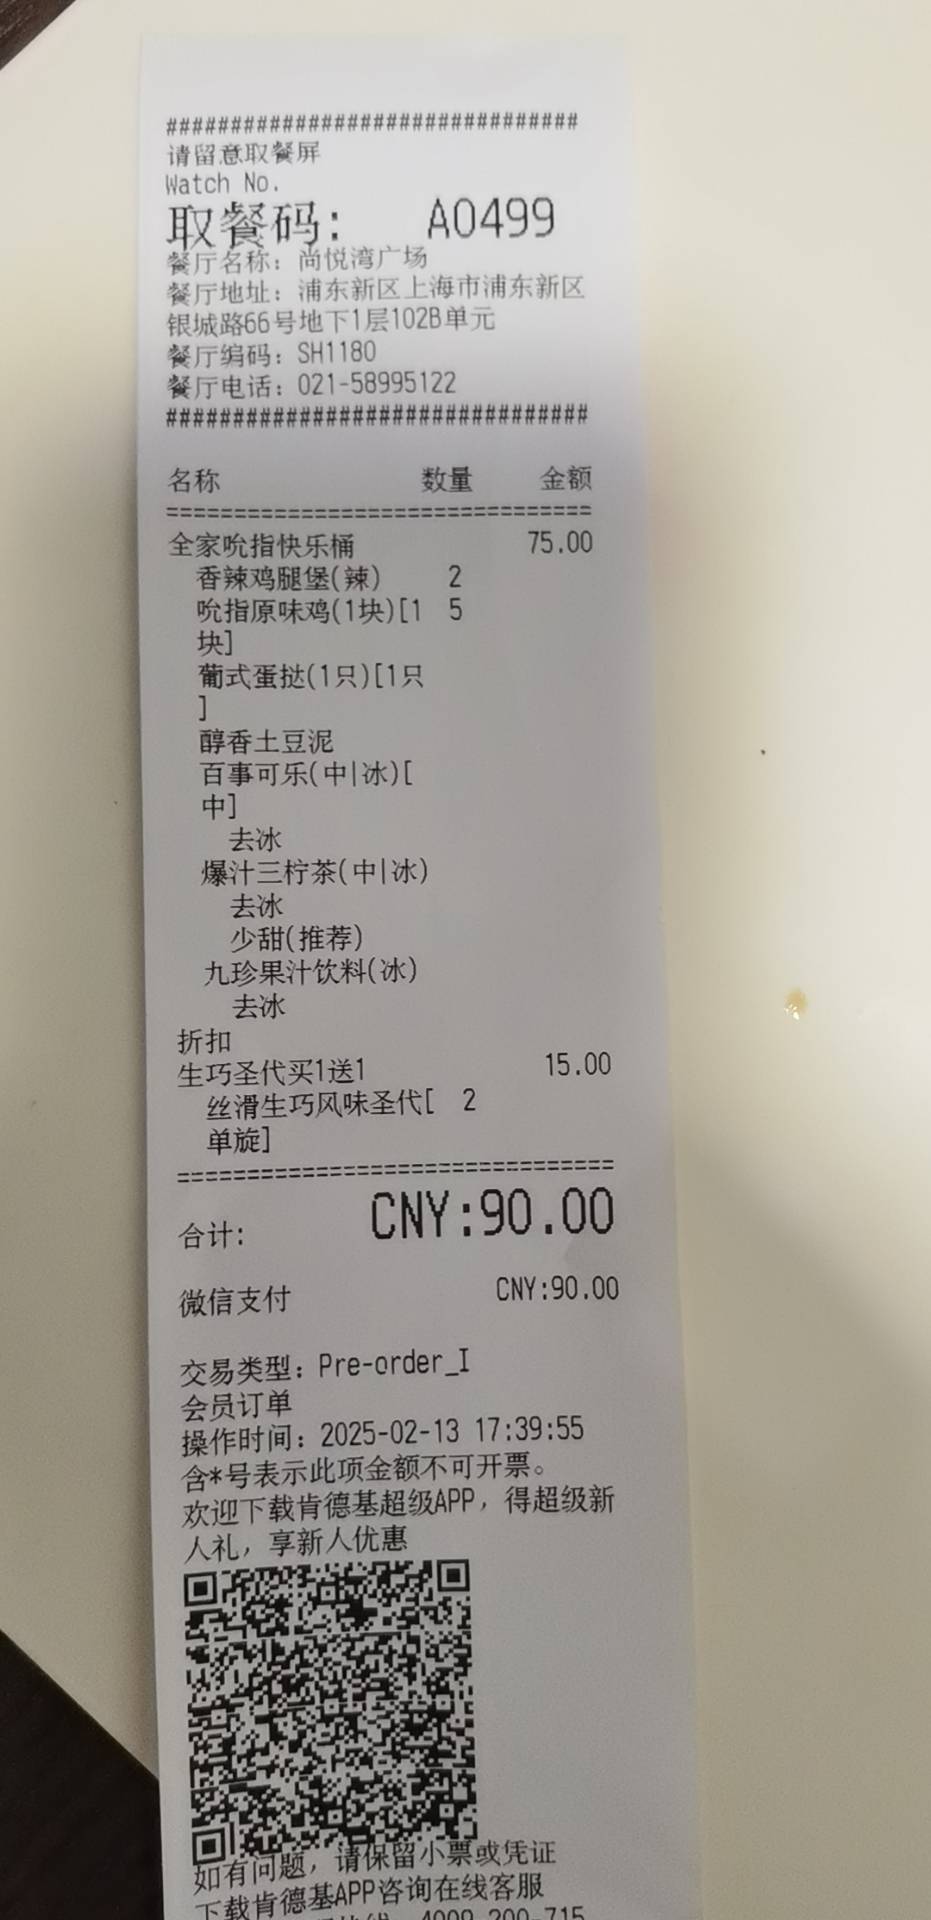 ################################
请留意取餐屏
Watch No.
取餐码: A0499
餐厅名称: 尚悦湾广场
餐厅地址: 浦东新区上海市浦东新区
银城路66号地下1层102B单元
餐厅编码: SH1180
餐厅电话: 021-58995122
################################
名称 数量 金额
================================
全家吮指快乐桶 75.00
香辣鸡腿堡(辣) 2
吮指原味鸡(1块)[1 5
块]
葡式蛋挞(1只)[1只
]
醇香土豆泥
百事可乐(中|冰)[
中]
去冰
爆汁三柠茶(中|冰)
去冰
少甜(推荐)
九珍果汁饮料(冰)
去冰
折扣
生巧圣代买1送1 15.00
丝滑生巧风味圣代[ 2
单旋]
================================
合计: CNY:90.00
微信支付 CNY:90.00
交易类型: Pre-order_I
会员订单
操作时间: 2025-02-13 17:39:55
含*号表示此项金额不可开票。
欢迎下载肯德基超级APP, 得超级新
人礼, 享新人优惠
如有问题, 请保留小票或凭证
下载肯德基APP咨询在线客服
4009-200-715